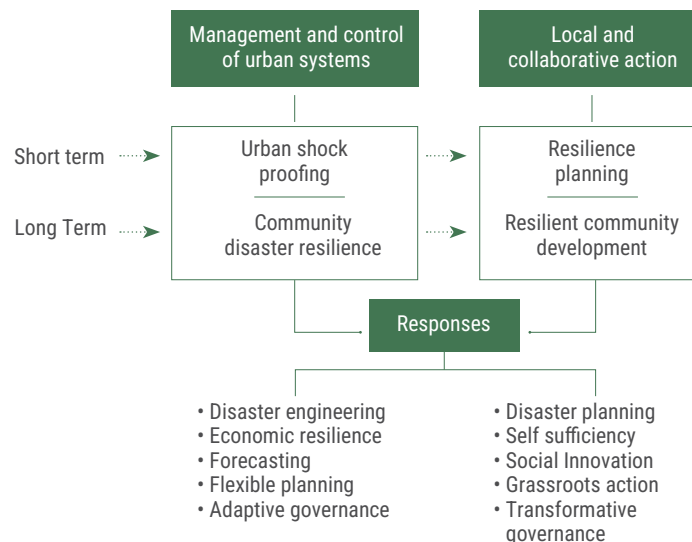 Management and control
of urban systems
Local and
collaborative action
Short term
Urban shock
proofing
Resilience
planning
Long Term
Community
disaster resilience
Resilient community
development
Responses
• Disaster engineering
• Economic resilience
• Forecasting
• Flexible planning
• Adaptive governance
• Disaster planning
• Self sufficiency
• Social Innovation
• Grassroots action
• Transformative
governance